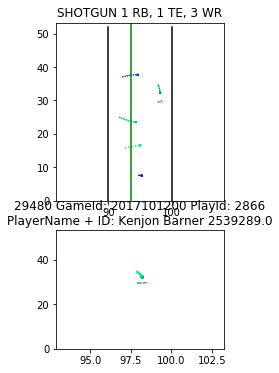 SHOTGUN 1 RB, 1 TE, 3 WR
50
40
30
20
10
0
90 100
29480 GameId: 2017101200 PlayId: 2866
PlayerName + ID: Kenjon Barner 2539289.0
40
20
0
95.0 97.5 100.0 102.5